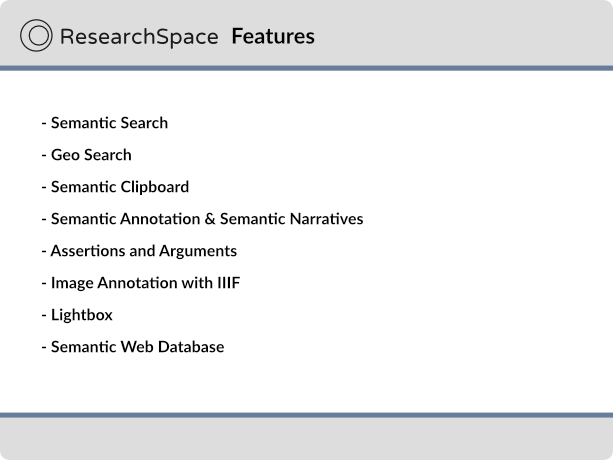 ResearchSpace Features
- Semantic Search
- Geo Search
- Semantic Clipboard
- Semantic Annotation & Semantic Narratives
- Assertions and Arguments
- Image Annotation with IIIF
- Lightbox
- Semantic Web Database